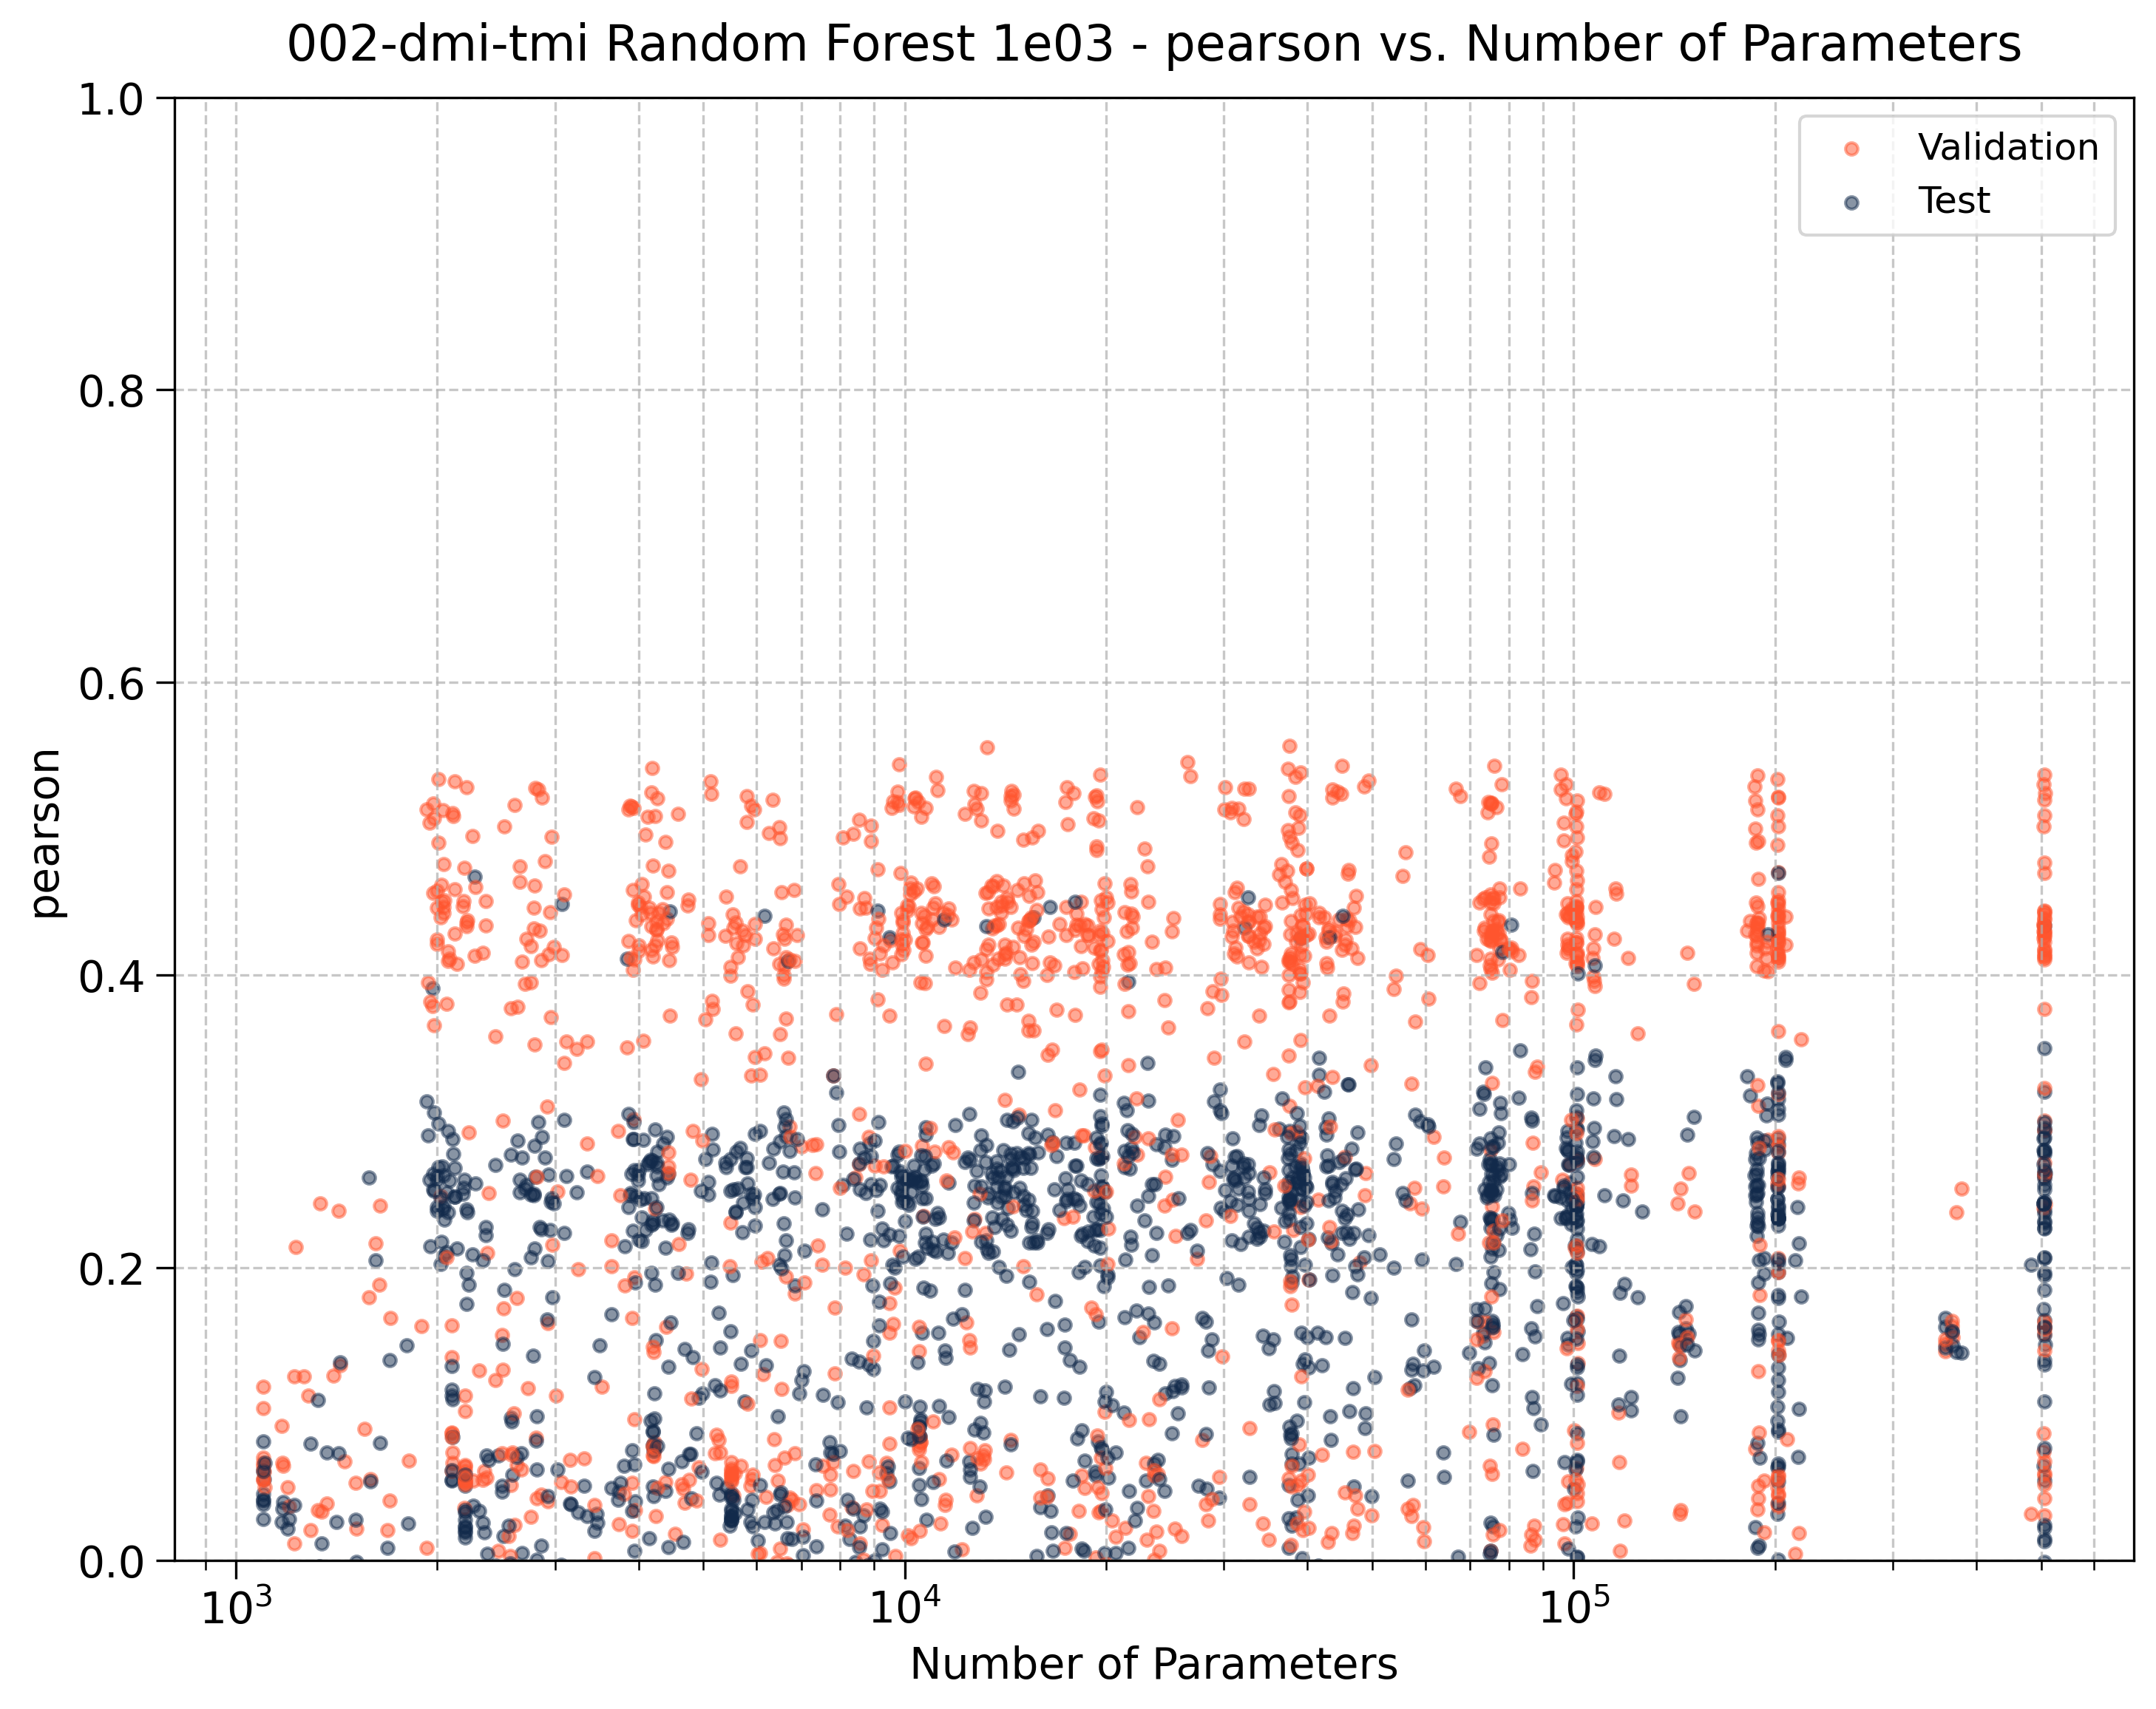 002-dmi-tmi Random Forest 1e03 - pearson vs. Number of Parameters
1.0
0.8
0.6
0.4
0.2
0.0
pearson
Validation
Test
10³
10⁴
10⁵
Number of Parameters